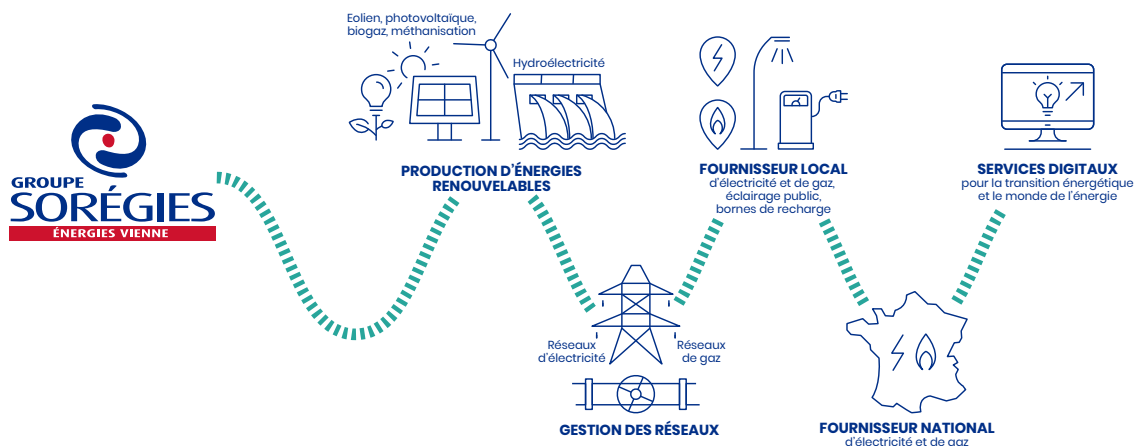 GROUPE
SORÉGIES
ÉNERGIES VIENNE
Eolien, photovoltaïque,
biogaz, méthanisation
Hydroélectricité
PRODUCTION D'ÉNERGIES
RENOUVELABLES
Réseaux
d'électricité
Réseaux
de gaz
GESTION DES RÉSEAUX
FOURNISSEUR LOCAL
d'électricité et de gaz,
éclairage public,
bornes de recharge
FOURNISSEUR NATIONAL
d'électricité et de gaz
SERVICES DIGITAUX
pour la transition énergétique
et le monde de l'énergie